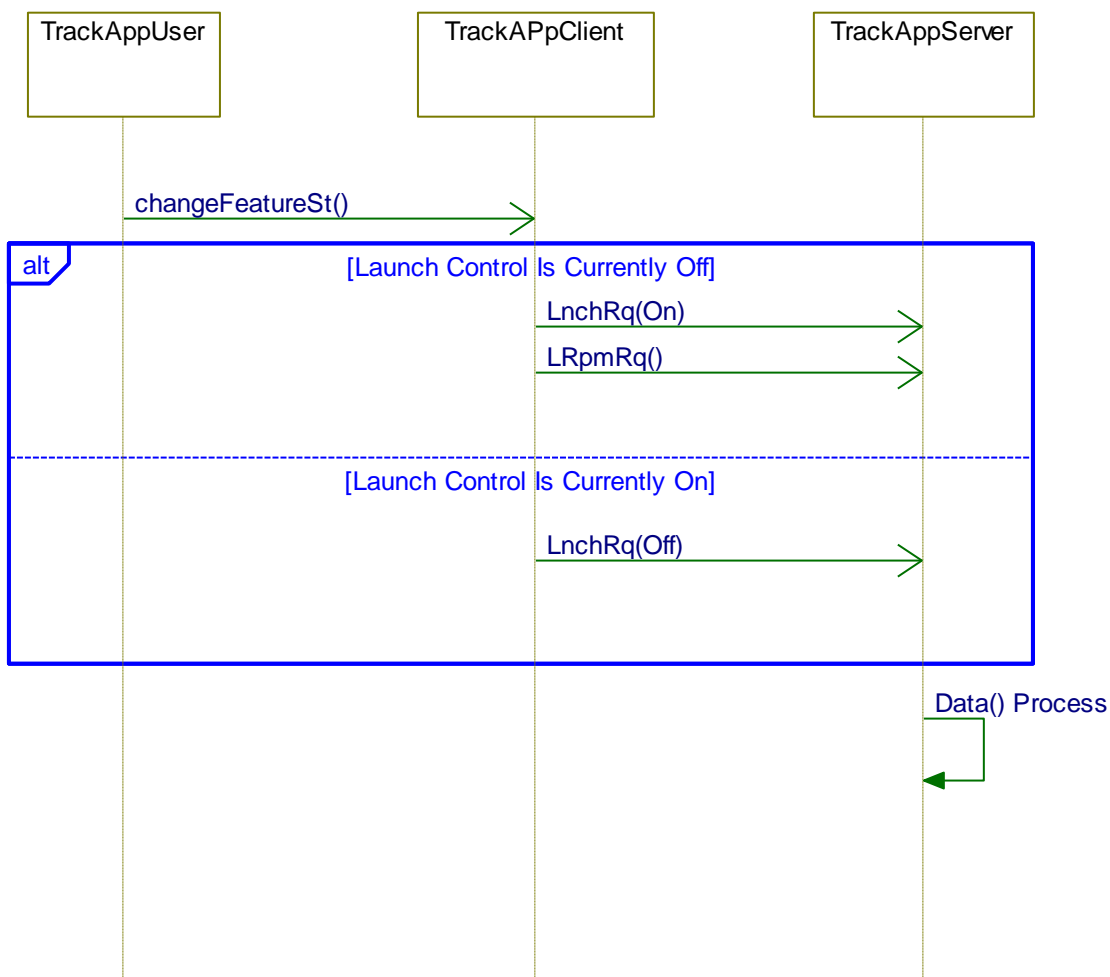 TrackAppUser
TrackAPpClient
TrackAppServer
changeFeatureSt()
alt
[Launch Control Is Currently Off]
LnchRq(On)
LRpmRq()
[Launch Control Is Currently On]
LnchRq(Off)
Data() Process